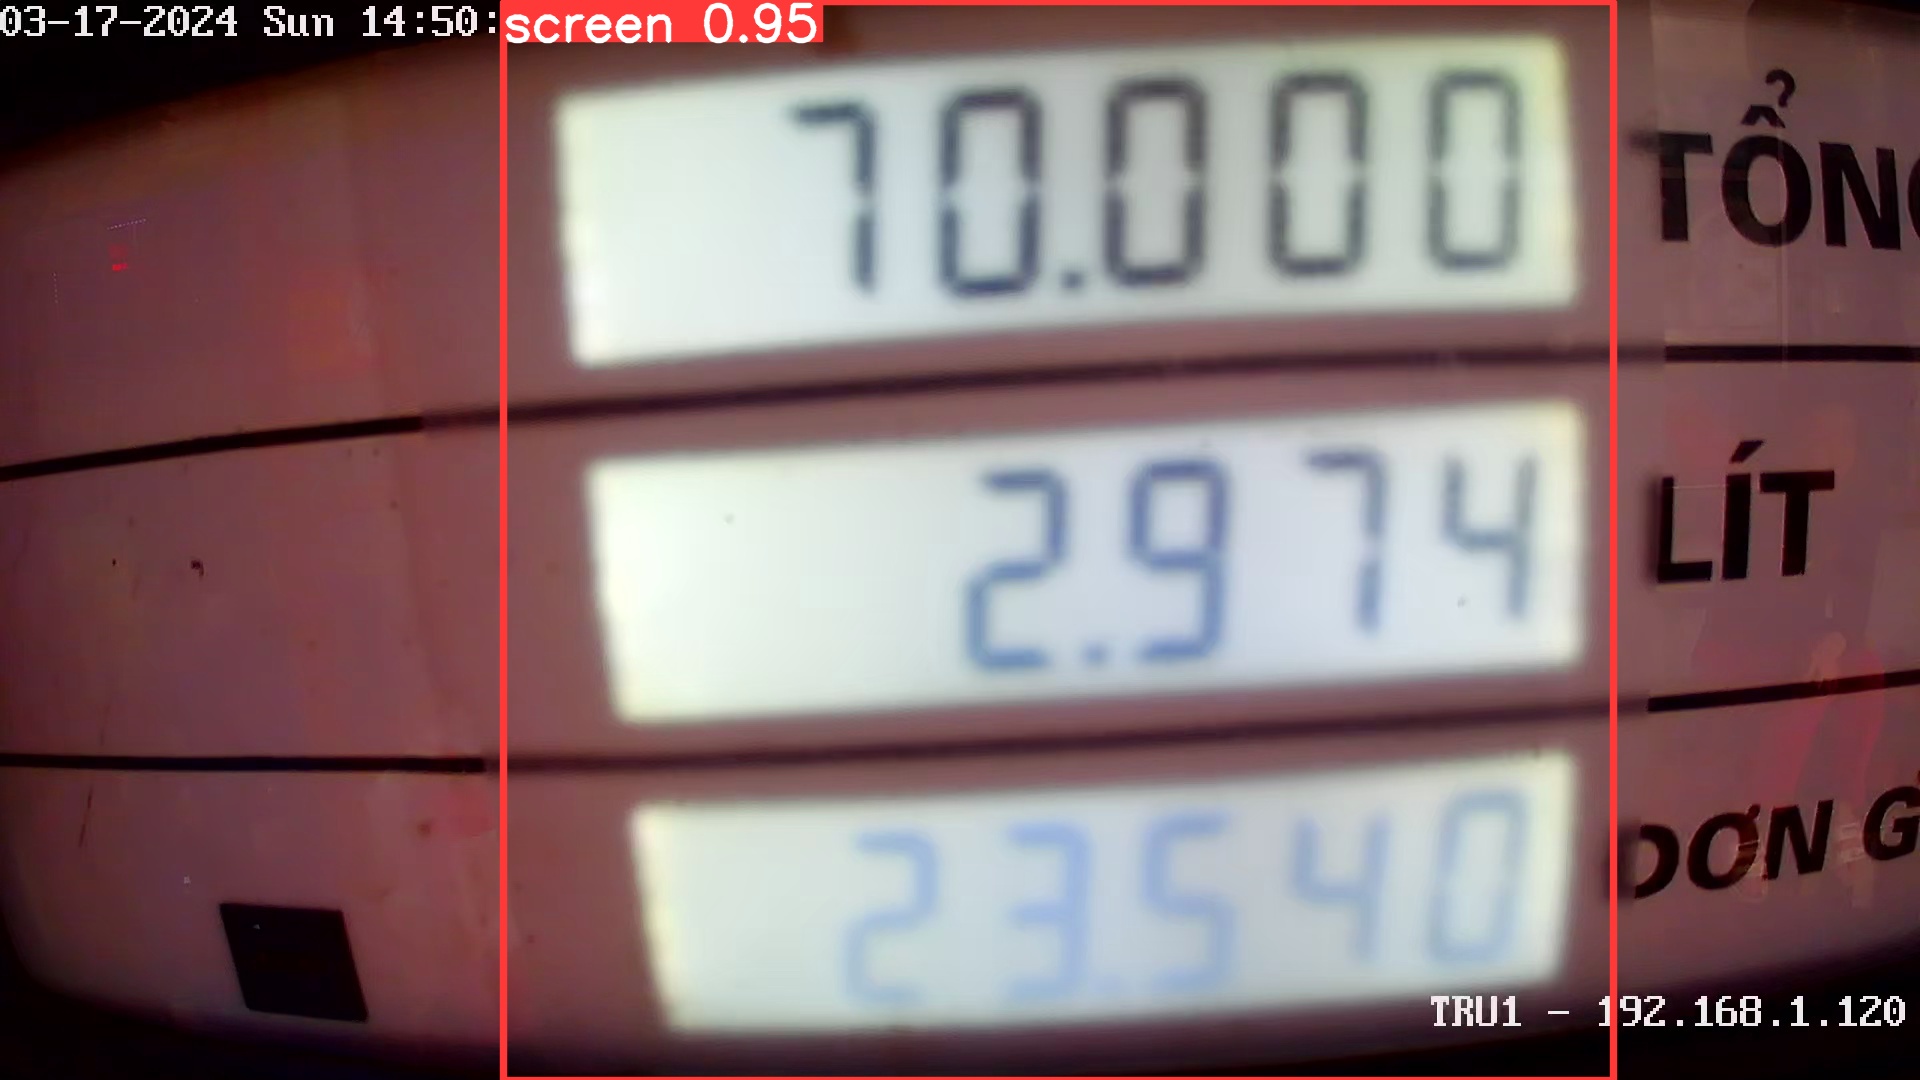 03-17-2024 Sun 14:50:
screen 0.95
70.000
TỔNG
2.974
LÍT
23.540
ĐƠN G
TRU1 - 192.168.1.120